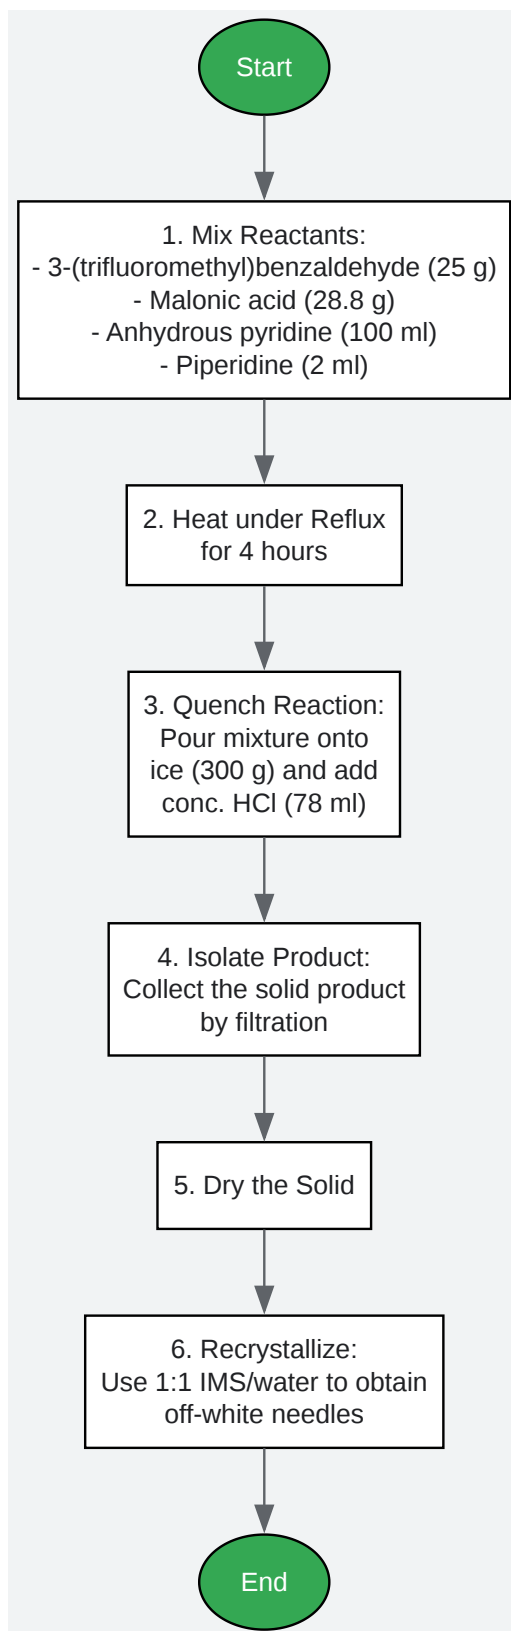 Start
1. Mix Reactants:
- 3-(trifluoromethyl)benzaldehyde (25 g)
- Malonic acid (28.8 g)
- Anhydrous pyridine (100 ml)
- Piperidine (2 ml)
2. Heat under Reflux
for 4 hours
3. Quench Reaction:
Pour mixture onto
ice (300 g) and add
conc. HCl (78 ml)
4. Isolate Product:
Collect the solid product
by filtration
5. Dry the Solid
6. Recrystallize:
Use 1:1 IMS/water to obtain
off-white needles
End